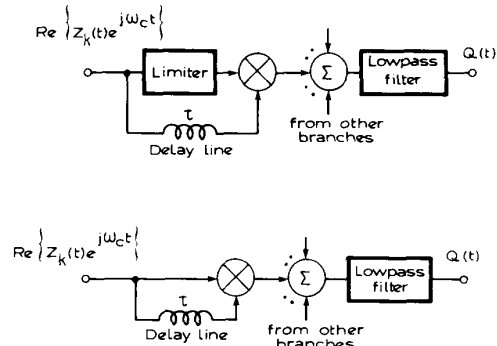 Re { Z_k(t)e^{jω_c t} }
Limiter
Σ
Lowpass
filter
Q(t)
τ
Delay line
from other
branches
Re { Z_k(t)e^{jω_c t} }
Σ
Lowpass
filter
Q(t)
τ
Delay line
from other
branches